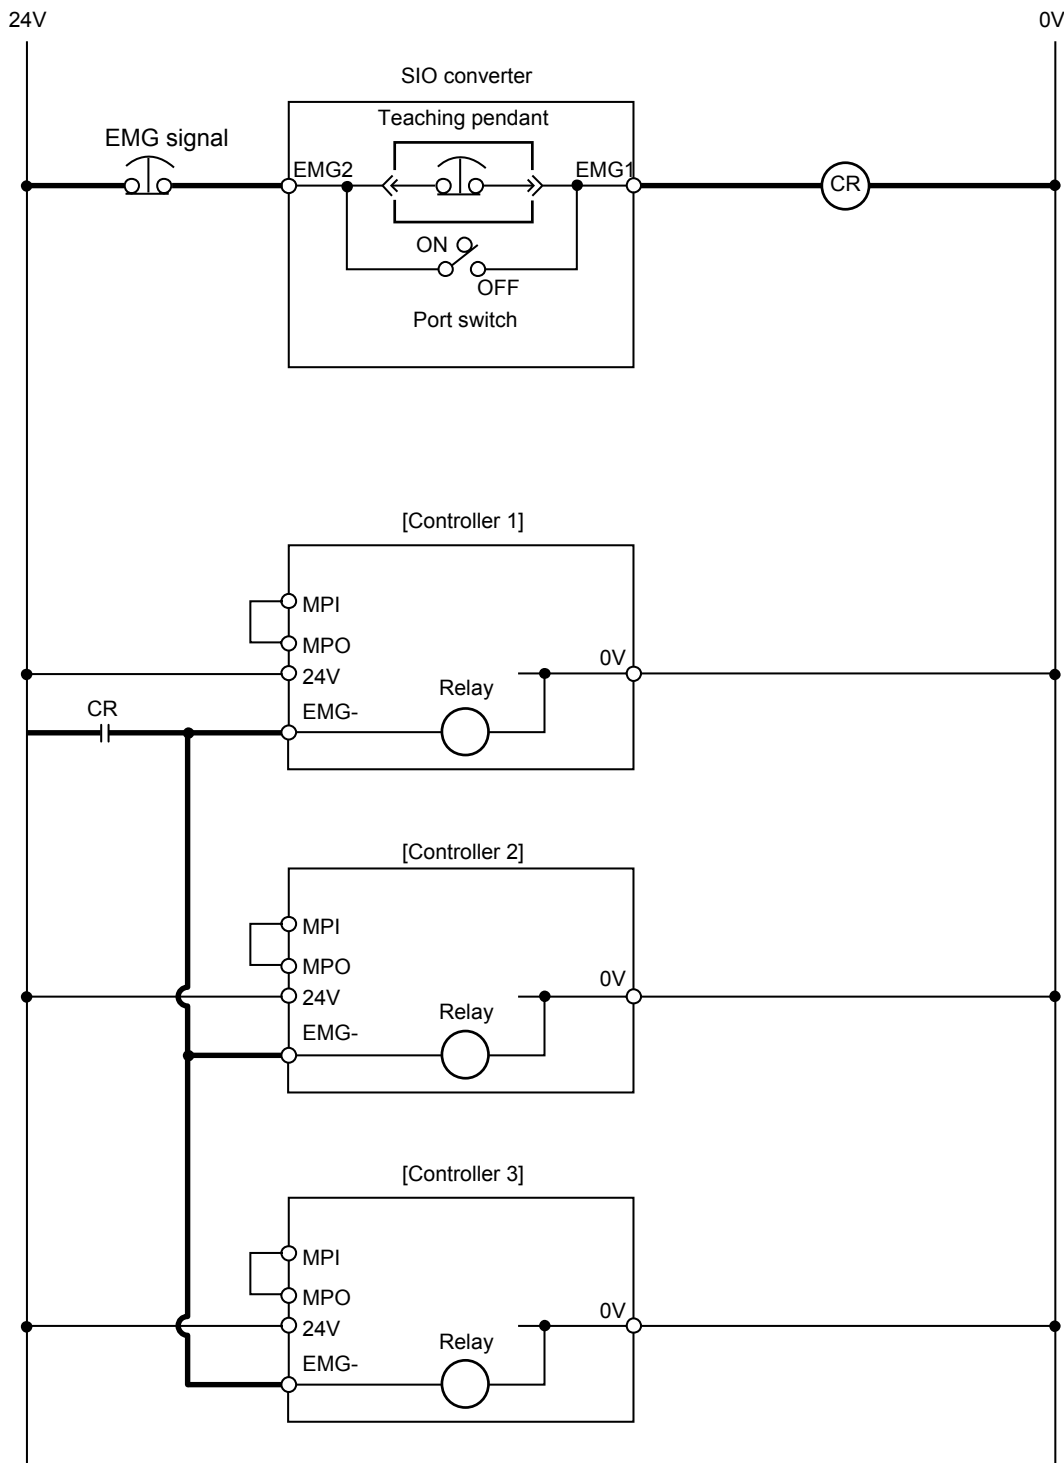 24V
0V
SIO converter
Teaching pendant
EMG signal
EMG2
EMG1
CR
ON
OFF
Port switch
[Controller 1]
MPI
MPO
0V
24V
Relay
CR
EMG-
[Controller 2]
MPI
MPO
0V
24V
Relay
EMG-
[Controller 3]
MPI
MPO
0V
24V
Relay
EMG-